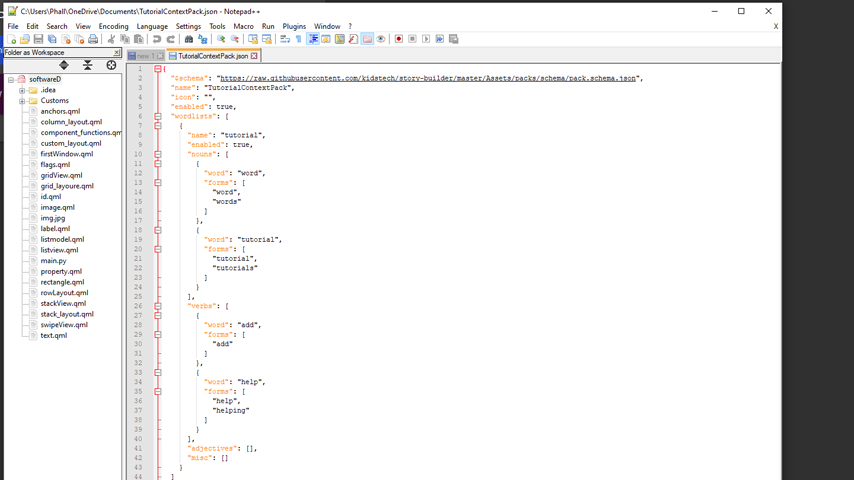 C:\Users\Phall\OneDrive\Documents\TutorialContextPack.json - Notepad++
File Edit Search View Encoding Language Settings Tools Macro Run Plugins Window ? X
Folder as Workspace
new 1
TutorialContextPack.json
softwareD
.idea
Customs
anchors.qml
column_layout.qml
component_functions.qm
custom_layout.qml
firstWindow.qml
flags.qml
gridView.qml
grid_layoure.qml
id.qml
image.qml
img.jpg
label.qml
listmodel.qml
listview.qml
main.py
property.qml
rectangle.qml
rowLayout.qml
stackView.qml
stack_layout.qml
swipeView.qml
text.qml
1 {
2 "$schema": "https://raw.githubusercontent.com/kidstech/story-builder/master/Assets/packs/schema/pack.schema.json",
3 "name": "TutorialContextPack",
4 "icon": "",
5 "enabled": true,
6 "wordlists": [
7 {
8 "name": "tutorial",
9 "enabled": true,
10 "nouns": [
11 {
12 "word": "word",
13 "forms": [
14 "word",
15 "words"
16 ]
17 },
18 {
19 "word": "tutorial",
20 "forms": [
21 "tutorial",
22 "tutorials"
23 ]
24 }
25 ],
26 "verbs": [
27 {
28 "word": "add",
29 "forms": [
30 "add"
31 ]
32 },
33 {
34 "word": "help",
35 "forms": [
36 "help",
37 "helping"
38 ]
39 }
40 ],
41 "adjectives": [],
42 "misc": []
43 }
44 ]